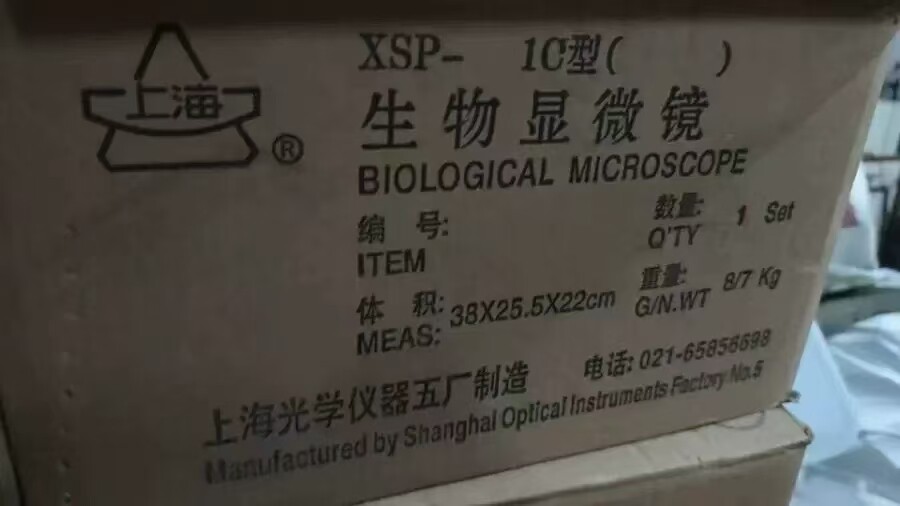 上海
®
XSP- 1C型( )
生物显微镜
BIOLOGICAL MICROSCOPE
编 号: 数量: 1 Set
ITEM Q'TY
体 积: 38X25.5X22cm 重量: 8/7 Kg
MEAS: G/N.WT
上海光学仪器五厂制造 电话: 021-65856698
Manufactured by Shanghai Optical Instruments Factory No.5